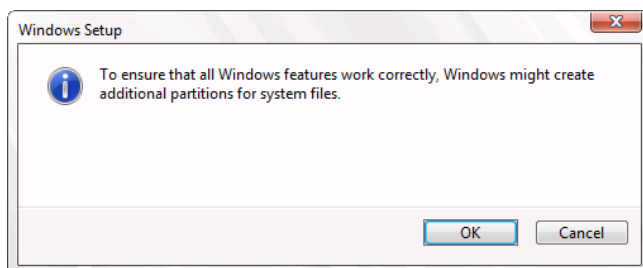 Windows Setup
To ensure that all Windows features work correctly, Windows might create
additional partitions for system files.
OK
Cancel